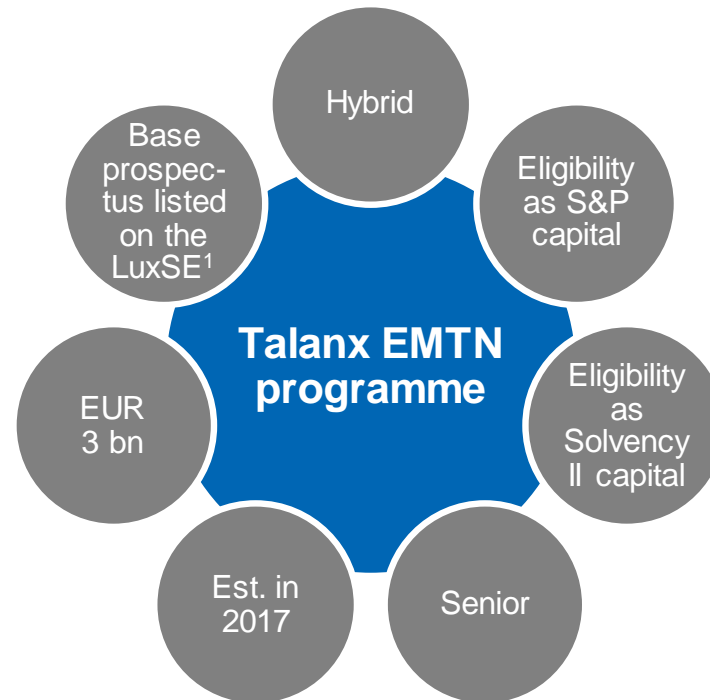 Hybrid
Base
prospec-
tus listed
on the
LuxSE¹
Eligibility
as S&P
capital
Talanx EMTN
programme
EUR
3 bn
Eligibility
as
Solvency
II capital
Est. in
2017
Senior